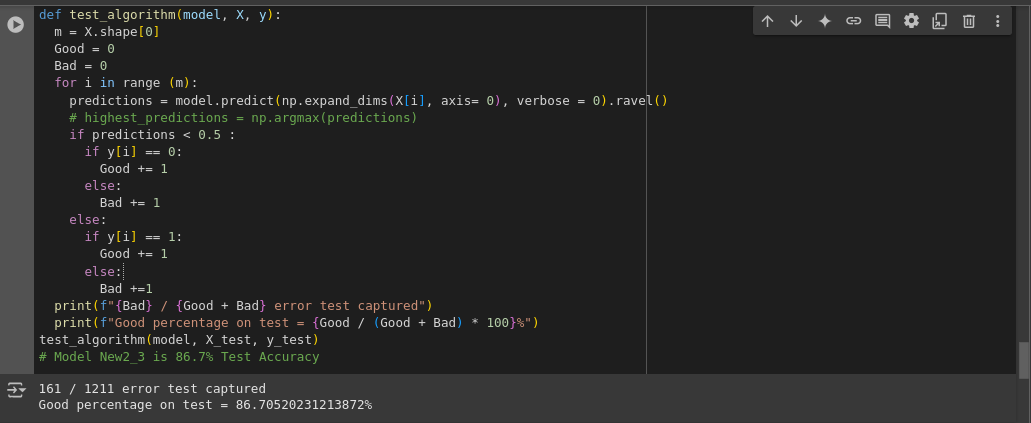 def test_algorithm(model, X, y):
  m = X.shape[0]
  Good = 0
  Bad = 0
  for i in range (m):
    predictions = model.predict(np.expand_dims(X[i], axis= 0), verbose = 0).ravel()
    # highest_predictions = np.argmax(predictions)
    if predictions < 0.5 :
      if y[i] == 0:
        Good += 1
      else:
        Bad += 1
    else:
      if y[i] == 1:
        Good += 1
      else:
        Bad +=1
  print(f"{Bad} / {Good + Bad} error test captured")
  print(f"Good percentage on test = {Good / (Good + Bad) * 100}%")
test_algorithm(model, X_test, y_test)
# Model New2_3 is 86.7% Test Accuracy
161 / 1211 error test captured
Good percentage on test = 86.70520231213872%